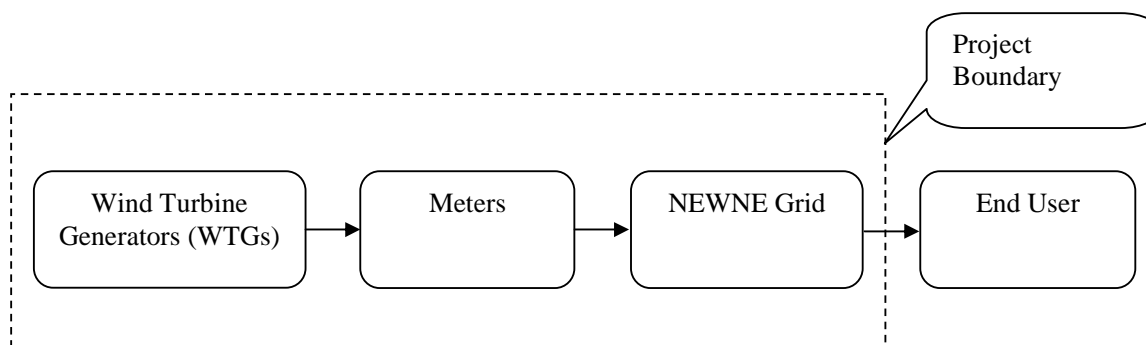 Project
Boundary
Wind Turbine
Generators (WTGs)
Meters
NEWNE Grid
End User